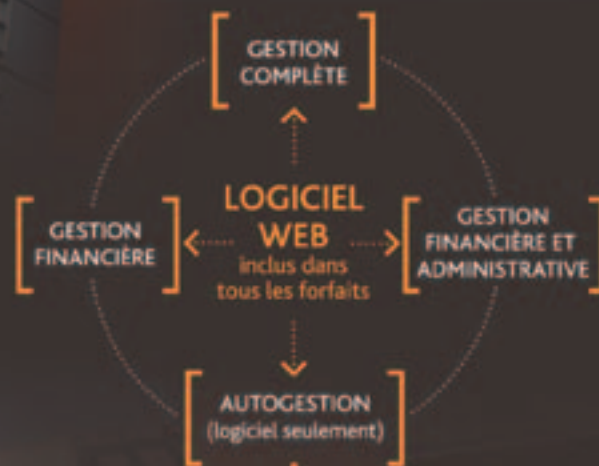 GESTION
COMPLÈTE
LOGICIEL
WEB
inclus dans
tous les forfaits
GESTION
FINANCIÈRE
GESTION
FINANCIÈRE ET
ADMINISTRATIVE
AUTOGESTION
(logiciel seulement)